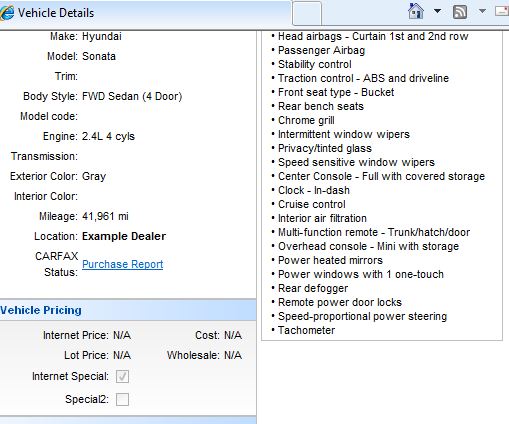 Vehicle Details
Make: Hyundai
Model: Sonata
Trim:
Body Style: FWD Sedan (4 Door)
Model code:
Engine: 2.4L 4 cyls
Transmission:
Exterior Color: Gray
Interior Color:
Mileage: 41,961 mi
Location: Example Dealer
CARFAX
Status: Purchase Report
Vehicle Pricing
Internet Price: N/A Cost: N/A
Lot Price: N/A Wholesale: N/A
Internet Special:
Special2:
• Head airbags - Curtain 1st and 2nd row
• Passenger Airbag
• Stability control
• Traction control - ABS and driveline
• Front seat type - Bucket
• Rear bench seats
• Chrome grill
• Intermittent window wipers
• Privacy/tinted glass
• Speed sensitive window wipers
• Center Console - Full with covered storage
• Clock - In-dash
• Cruise control
• Interior air filtration
• Multi-function remote - Trunk/hatch/door
• Overhead console - Mini with storage
• Power heated mirrors
• Power windows with 1 one-touch
• Rear defogger
• Remote power door locks
• Speed-proportional power steering
• Tachometer